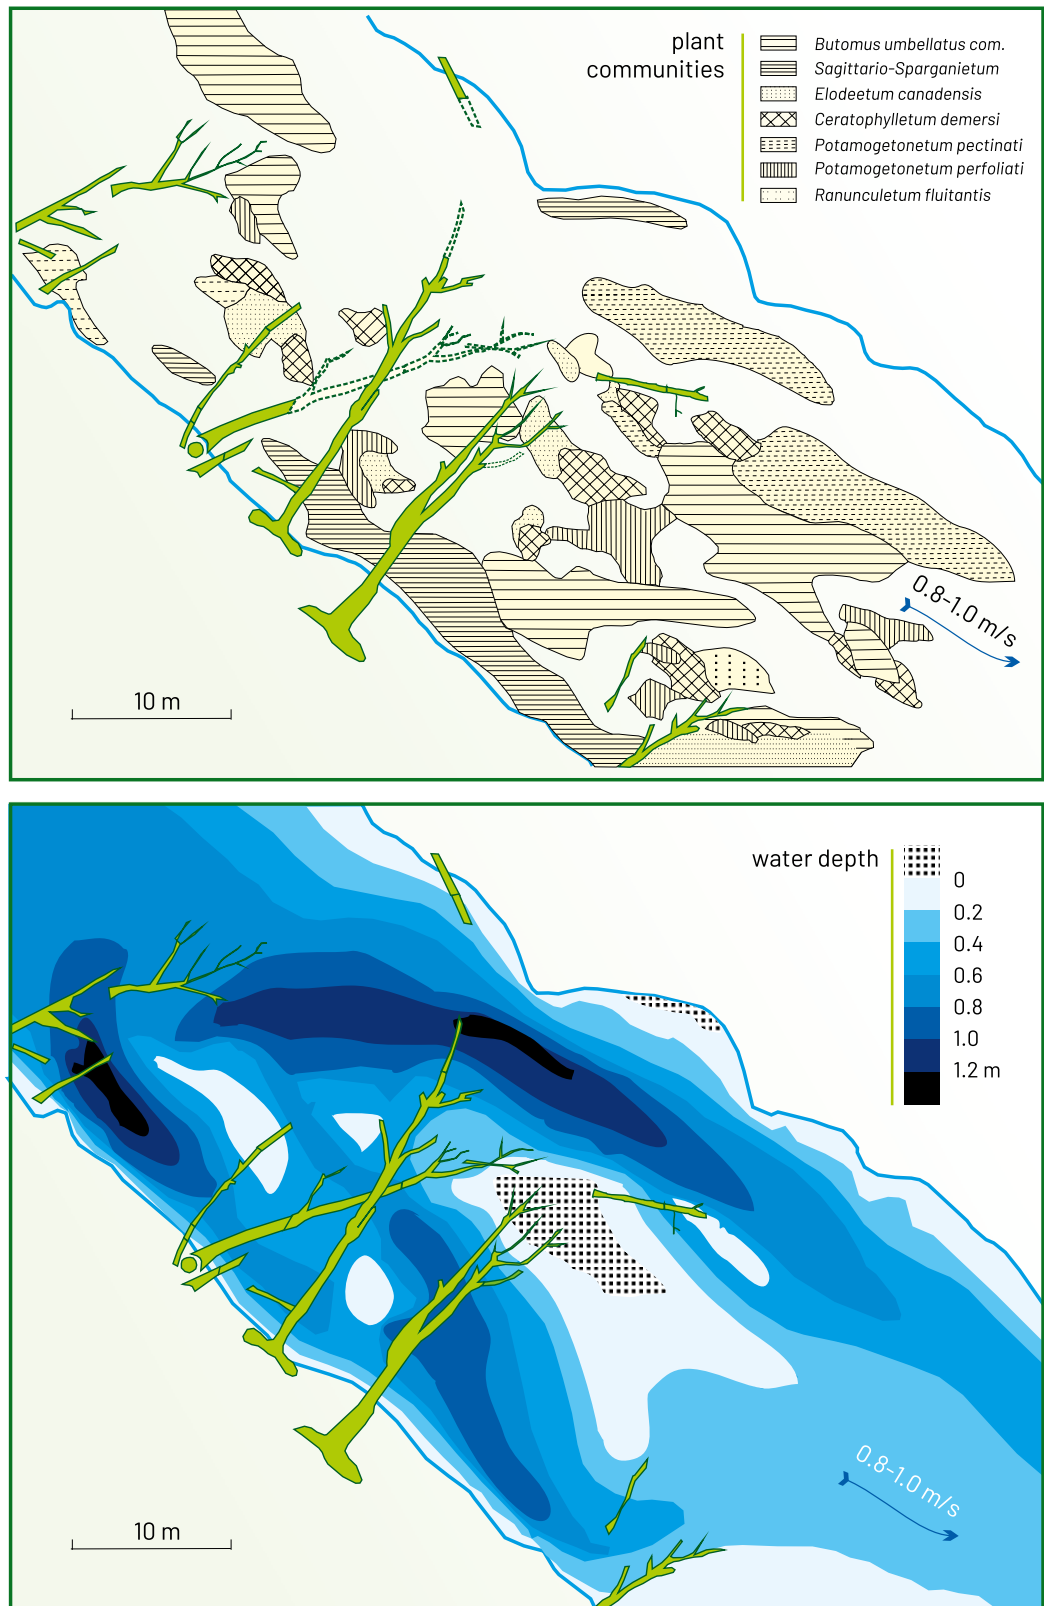 plant
communities
Butomus umbellatus com.
Sagittario-Sparganietum
Elodeetum canadensis
Ceratophylletum demersi
Potamogetonetum pectinati
Potamogetonetum perfoliati
Ranunculetum fluitantis
0.8-1.0 m/s
10 m
water depth
0
0.2
0.4
0.6
0.8
1.0
1.2 m
0.8-1.0 m/s
10 m